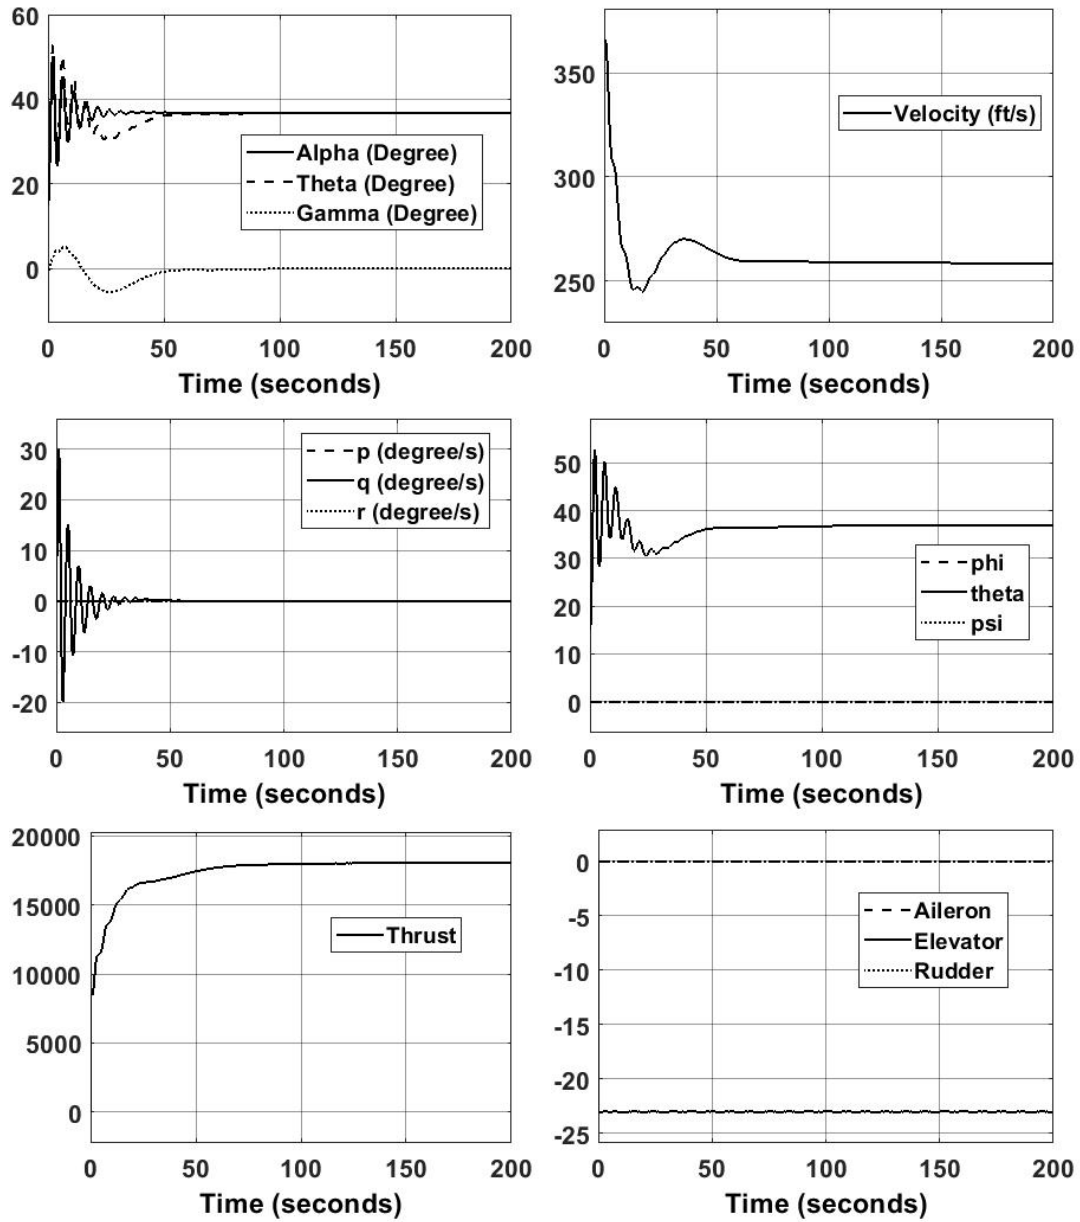 60
40
20
0
Alpha (Degree)
Theta (Degree)
Gamma (Degree)
0 50 100 150 200
Time (seconds)
350
300
250
Velocity (ft/s)
0 50 100 150 200
Time (seconds)
30
20
10
0
-10
-20
p (degree/s)
q (degree/s)
r (degree/s)
0 50 100 150 200
Time (seconds)
50
40
30
20
10
0
phi
theta
psi
0 50 100 150 200
Time (seconds)
20000
15000
10000
5000
0
Thrust
0 50 100 150 200
Time (seconds)
0
-5
-10
-15
-20
-25
Aileron
Elevator
Rudder
0 50 100 150 200
Time (seconds)